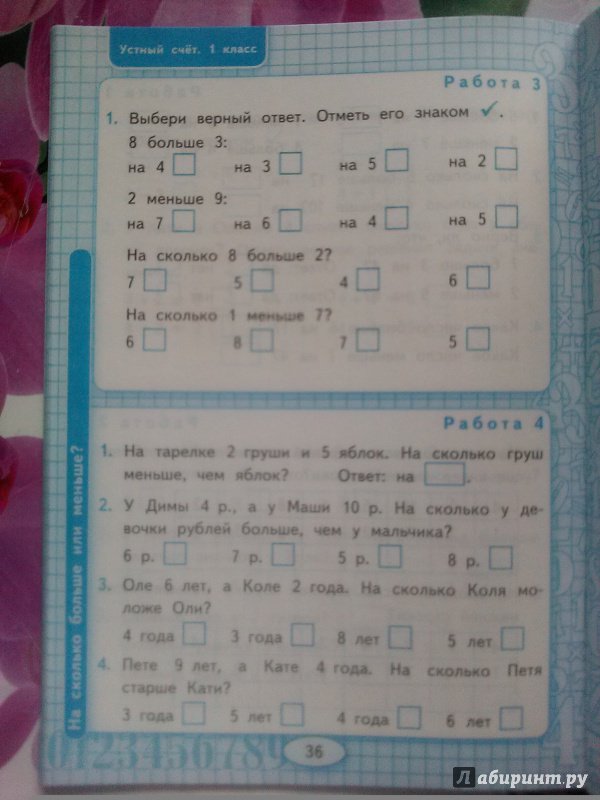 Устный счёт. 1 класс
Работа 3
1. Выбери верный ответ. Отметь его знаком ✓.
8 больше 3:
на 4 □ на 3 □ на 5 □ на 2 □
2 меньше 9:
на 7 □ на 6 □ на 4 □ на 5 □
На сколько 8 больше 2?
7 □ 5 □ 4 □ 6 □
На сколько 1 меньше 7?
6 □ 8 □ 7 □ 5 □
На сколько больше или меньше?
Работа 4
1. На тарелке 2 груши и 5 яблок. На сколько груш
меньше, чем яблок? Ответ: на □.
2. У Димы 4 р., а у Маши 10 р. На сколько у де-
вочки рублей больше, чем у мальчика?
6 р. □ 7 р. □ 5 р. □ 8 р. □
3. Оле 6 лет, а Коле 2 года. На сколько Коля мо-
ложе Оли?
4 года □ 3 года □ 8 лет □ 5 лет □
4. Пете 9 лет, а Кате 4 года. На сколько Петя
старше Кати?
3 года □ 5 лет □ 4 года □ 6 лет □
0123456789
36
Лабиринт.ру